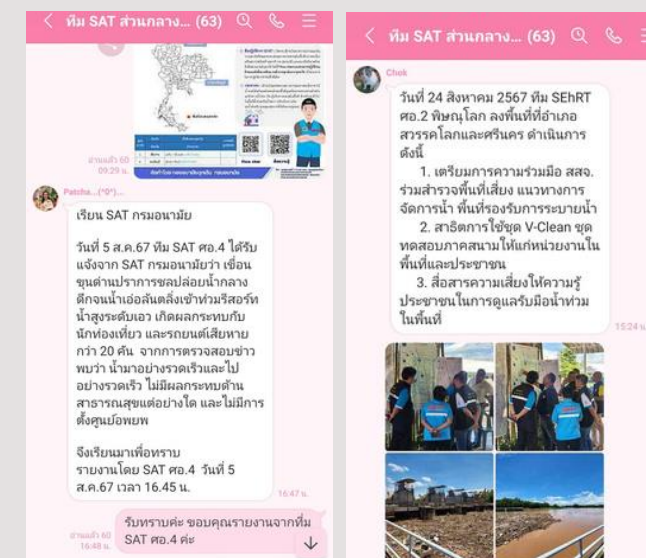 ทีม SAT ส่วนกลาง... (63)
อ่านแล้ว 60
09:29 น.
Patcha...(^0^)...
เรียน SAT กรมอนามัย
วันที่ 5 ส.ค.67 ทีม SAT ศอ.4 ได้รับ
แจ้งจาก SAT กรมอนามัยว่า เขื่อน
ขุนด่านปราการชลปล่อยน้ำกลาง
ดึกจนน้ำเอ่อล้นตลิ่งเข้าท่วมรีสอร์ท
น้ำสูงระดับเอว เกิดผลกระทบกับ
นักท่องเที่ยว และรถยนต์เสียหาย
กว่า 20 คัน จากการตรวจสอบข่าว
พบว่า น้ำมาอย่างรวดเร็วและไป
อย่างรวดเร็ว ไม่มีผลกระทบด้าน
สาธารณสุขแต่อย่างใด และไม่มีการ
ตั้งศูนย์อพยพ
จึงเรียนมาเพื่อทราบ
รายงานโดย SAT ศอ.4 วันที่ 5
ส.ค.67 เวลา 16.45 น.
16:47 น.
รับทราบค่ะ ขอบคุณรายงานจากทีม
SAT ศอ.4 ค่ะ
อ่านแล้ว 60
16:48 น.
ทีม SAT ส่วนกลาง... (63)
Chek
วันที่ 24 สิงหาคม 2567 ทีม SEhRT
ศอ.2 พิษณุโลก ลงพื้นที่ที่อำเภอ
สวรรคโลกและศรีนคร ดำเนินการ
ดังนี้
1. เตรียมการความร่วมมือ สสจ.
ร่วมสำรวจพื้นที่เสี่ยง แนวทางการ
จัดการน้ำ พื้นที่รองรับการระบายน้ำ
2. สาธิตการใช้ชุด V-Clean ชุด
ทดสอบภาคสนามให้แก่หน่วยงานใน
พื้นที่และประชาชน
3. สื่อสารความเสี่ยงให้ความรู้
ประชาชนในการดูแลรับมือน้ำท่วม
ในพื้นที่
15:24 น.